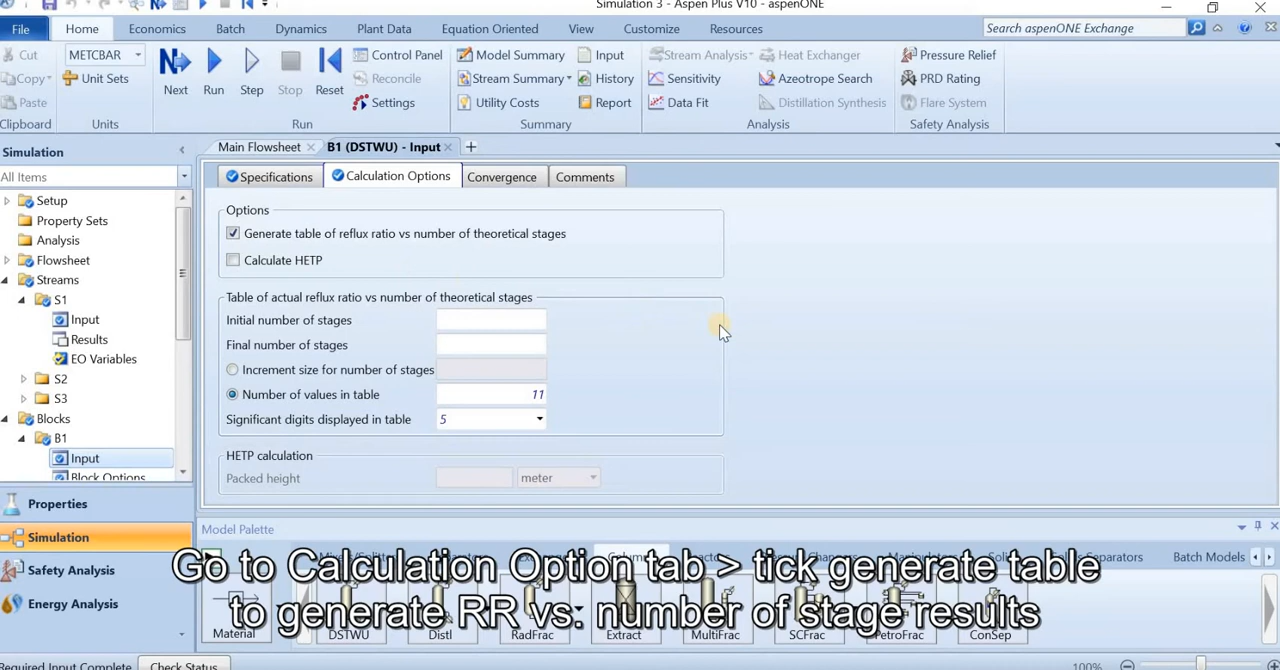 Simulation 3 - Aspen Plus V10 - aspenONE
File Home Economics Batch Dynamics Plant Data Equation Oriented View Customize Resources Search aspenONE Exchange
Cut METCBAR Next Run Step Stop Reset Control Panel Model Summary Input Stream Analysis Heat Exchanger Pressure Relief
Copy Unit Sets Reconcile Stream Summary History Sensitivity Azeotrope Search PRD Rating
Paste Settings Utility Costs Report Data Fit Distillation Synthesis Flare System
Clipboard Units Run Summary Analysis Safety Analysis
Simulation Main Flowsheet B1 (DSTWU) - Input
All Items Specifications Calculation Options Convergence Comments
Setup
Property Sets
Analysis
Flowsheet
Streams
S1
Input
Results
EO Variables
S2
S3
Blocks
B1
Input
Block Options
Options
Generate table of reflux ratio vs number of theoretical stages
Calculate HETP
Table of actual reflux ratio vs number of theoretical stages
Initial number of stages
Final number of stages
Increment size for number of stages
Number of values in table 11
Significant digits displayed in table 5
HETP calculation
Packed height meter
Properties
Simulation
Safety Analysis
Energy Analysis
Model Palette
Manipulators Batch Models
Material DSTWU Distl RadFrac Extract MultiFrac SCFrac PetroFrac ConSep
Go to Calculation Option tab > tick generate table
to generate RR vs. number of stage results
Required Input Complete Check Status 100%